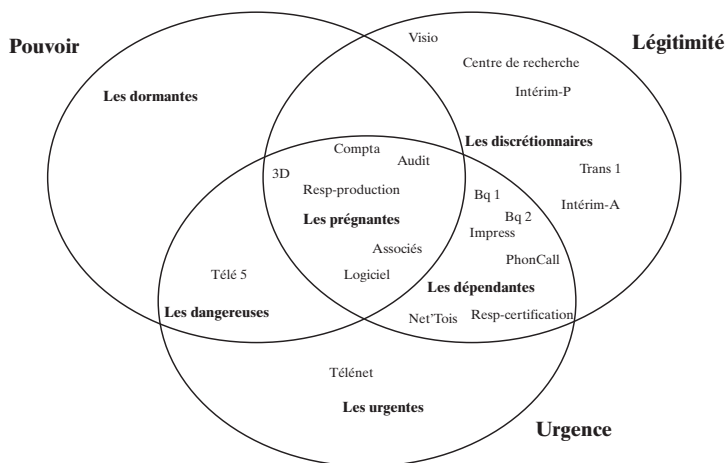 Visio
Pouvoir
Légitimité
Centre de recherche
Les dormantes
Intérim-P
Les discrétionnaires
Compta
Audit
3D
Trans 1
Resp-production
Bq 1
Intérim-A
Les prégnantes
Bq 2
Impress
Associés
PhonCall
Télé 5
Logiciel
Les dépendantes
Les dangereuses
Net'Tois
Resp-certification
Télénet
Les urgentes
Urgence